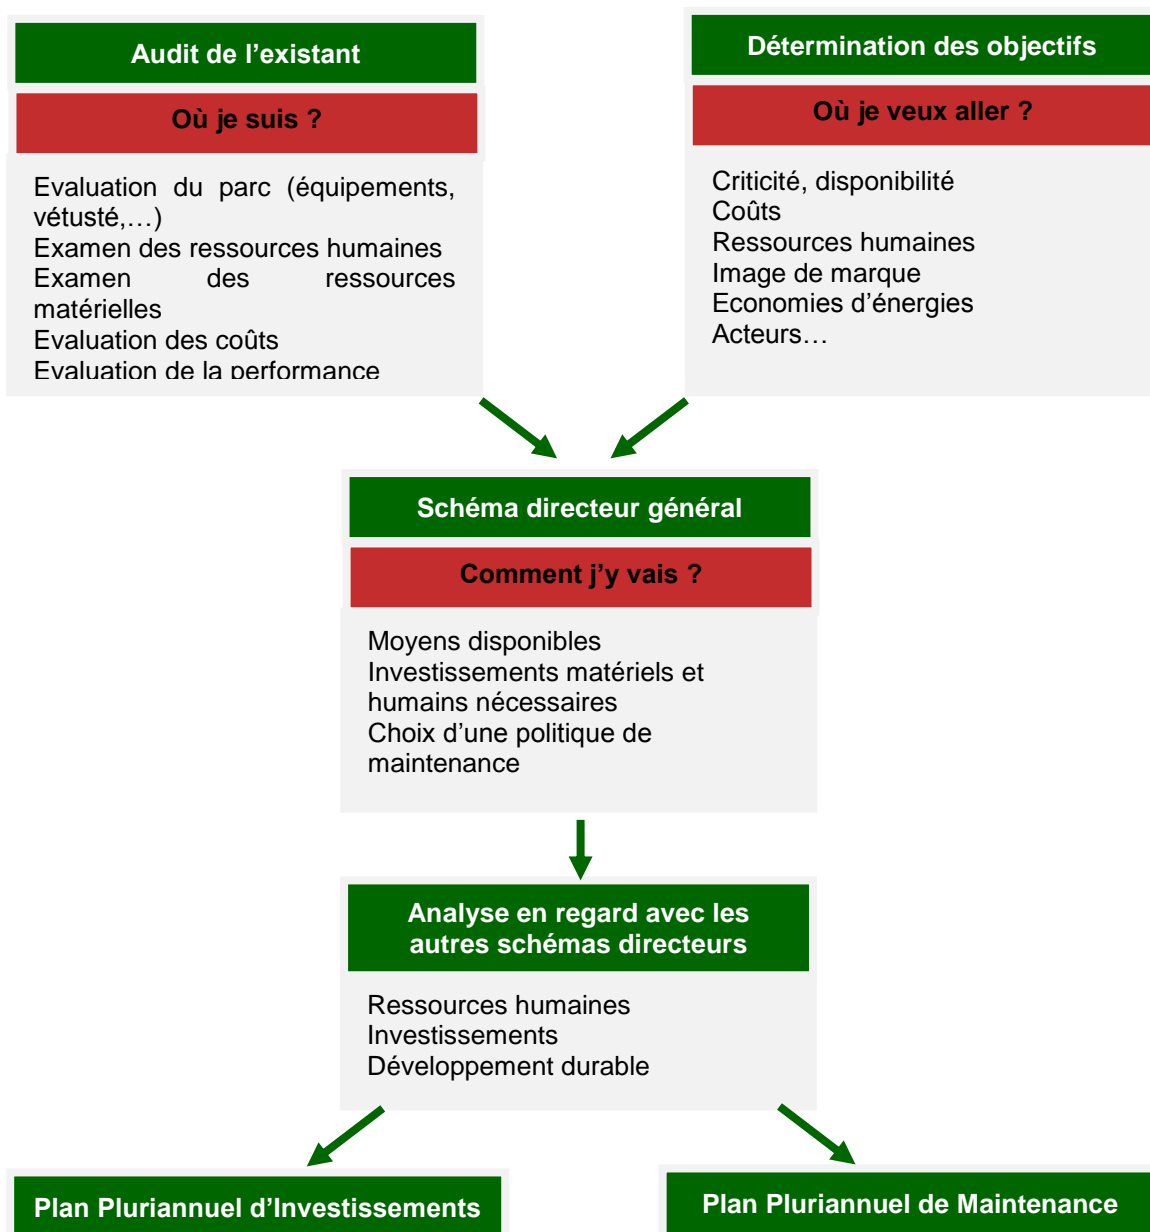 Audit de l’existant
Où je suis ?
Evaluation du parc (équipements,
vétusté,…)
Examen des ressources humaines
Examen des ressources
matérielles
Evaluation des coûts
Evaluation de la performance
Détermination des objectifs
Où je veux aller ?
Criticité, disponibilité
Coûts
Ressources humaines
Image de marque
Economies d’énergies
Acteurs…
Schéma directeur général
Comment j’y vais ?
Moyens disponibles
Investissements matériels et
humains nécessaires
Choix d’une politique de
maintenance
Analyse en regard avec les
autres schémas directeurs
Ressources humaines
Investissements
Développement durable
Plan Pluriannuel d’Investissements
Plan Pluriannuel de Maintenance